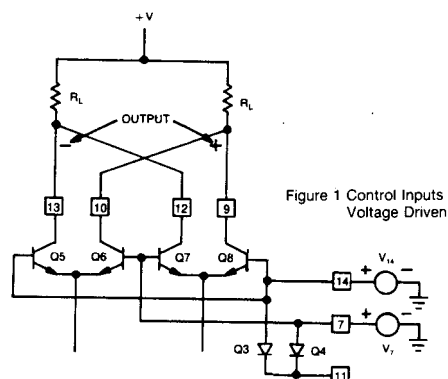 +V
RL
RL
OUTPUT
− +
13 10 12 9
Figure 1 Control Inputs
Voltage Driven
Q5 Q6 Q7 Q8
14
+ −
V14
7
+ −
V7
Q3 Q4
11